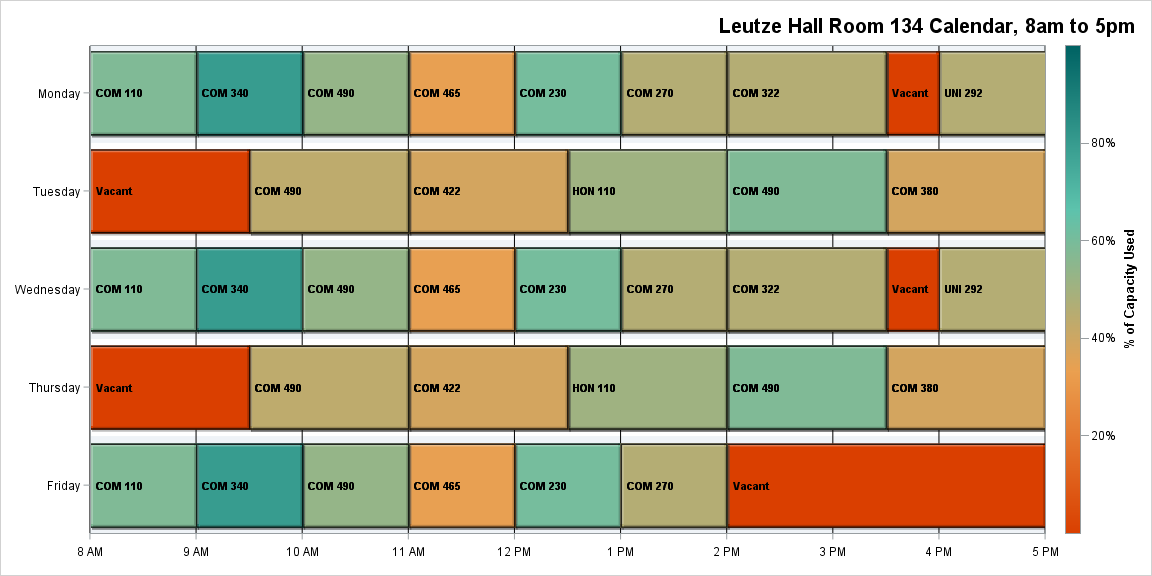 Leutze Hall Room 134 Calendar, 8am to 5pm
Monday
COM 110
COM 340
COM 490
COM 465
COM 230
COM 270
COM 322
Vacant
UNI 292
Tuesday
Vacant
COM 490
COM 422
HON 110
COM 490
COM 380
Wednesday
COM 110
COM 340
COM 490
COM 465
COM 230
COM 270
COM 322
Vacant
UNI 292
Thursday
Vacant
COM 490
COM 422
HON 110
COM 490
COM 380
Friday
COM 110
COM 340
COM 490
COM 465
COM 230
COM 270
Vacant
8 AM
9 AM
10 AM
11 AM
12 PM
1 PM
2 PM
3 PM
4 PM
5 PM
80%
60%
40%
20%
% of Capacity Used